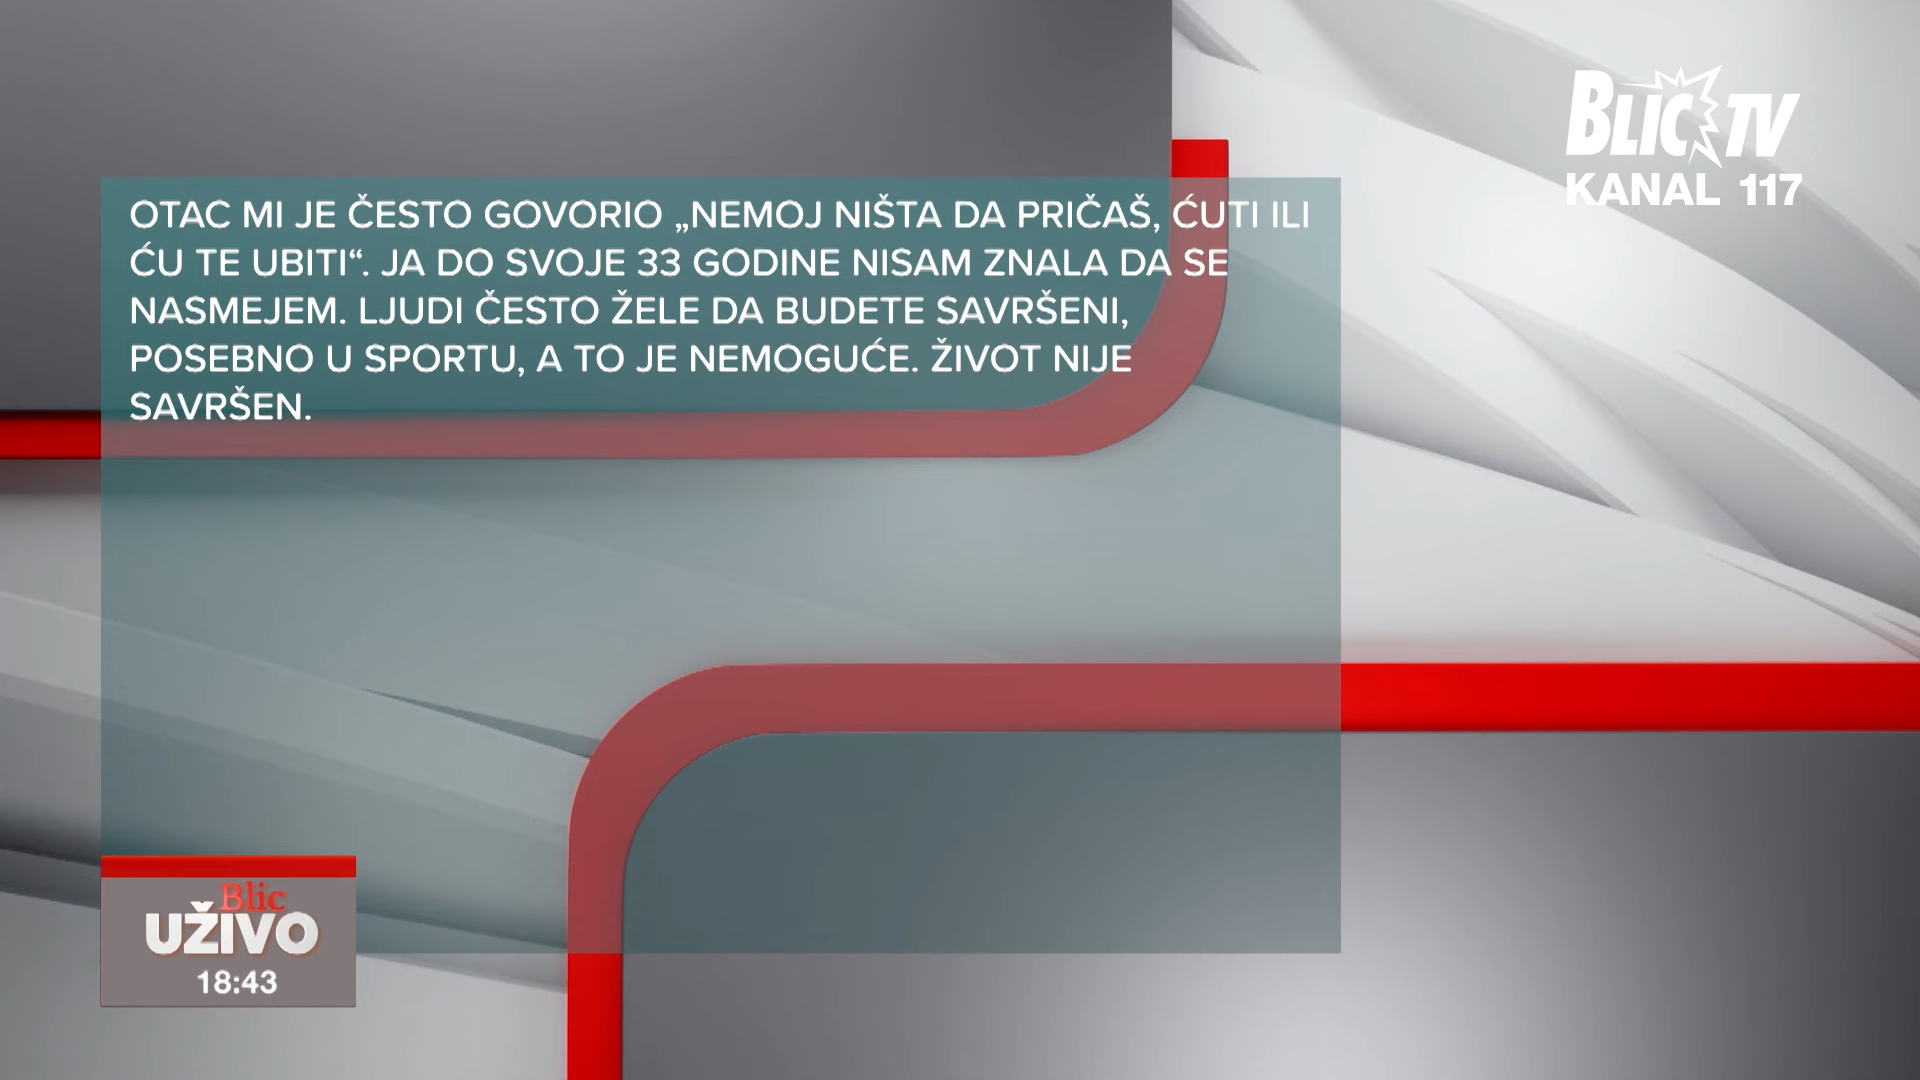 BLIC TV
KANAL 117
OTAC MI JE ČESTO GOVORIO „NEMOJ NIŠTA DA PRIČAŠ, ĆUTI ILI
ĆU TE UBITI“. JA DO SVOJE 33 GODINE NISAM ZNALA DA SE
NASMEJEM. LJUDI ČESTO ŽELE DA BUDETE SAVRŠENI,
POSEBNO U SPORTU, A TO JE NEMOGUĆE. ŽIVOT NIJE
SAVRŠEN.
Blic
UŽIVO
18:43